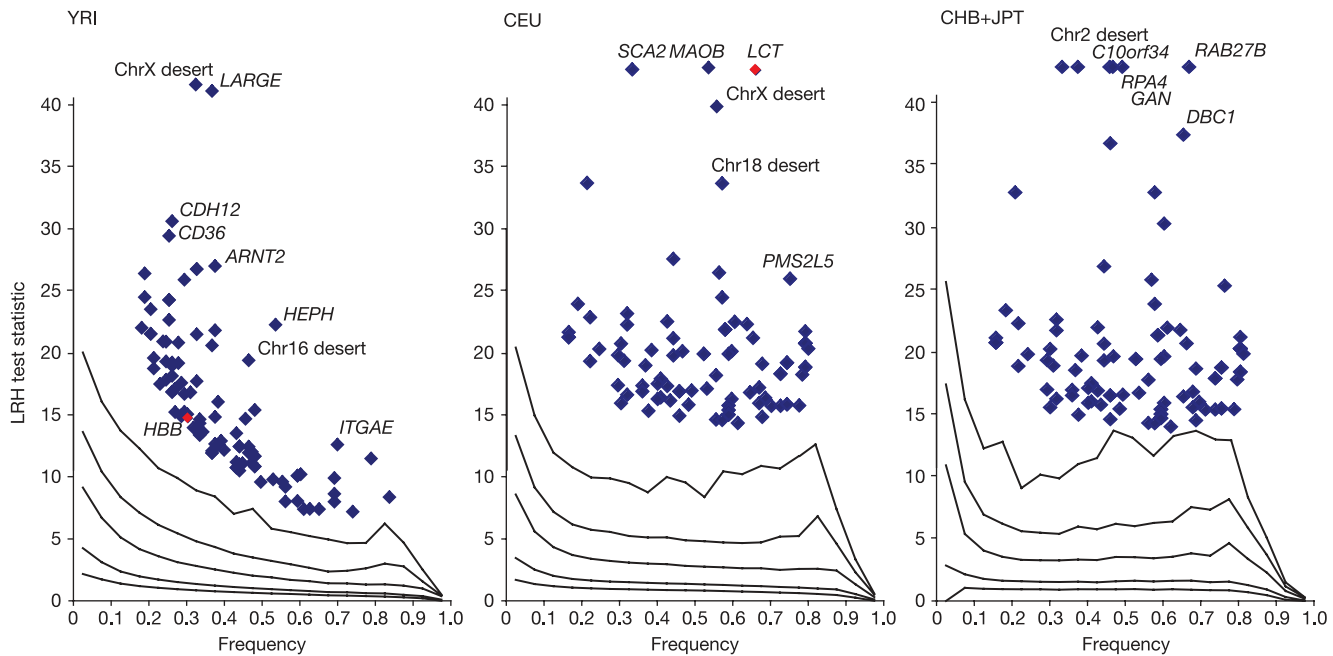 YRI
ChrX desert
LARGE
CDH12
CD36
ARNT2
HEPH
Chr16 desert
HBB
ITGAE
LRH test statistic
40
35
30
25
20
15
10
5
0
0 0.1 0.2 0.3 0.4 0.5 0.6 0.7 0.8 0.9 1.0
Frequency
CEU
SCA2 MAOB LCT
ChrX desert
Chr18 desert
PMS2L5
40
35
30
25
20
15
10
5
0
0 0.1 0.2 0.3 0.4 0.5 0.6 0.7 0.8 0.9 1.0
Frequency
CHB+JPT
Chr2 desert
C10orf34
RAB27B
RPA4
GAN
DBC1
40
35
30
25
20
15
10
5
0
0 0.1 0.2 0.3 0.4 0.5 0.6 0.7 0.8 0.9 1.0
Frequency